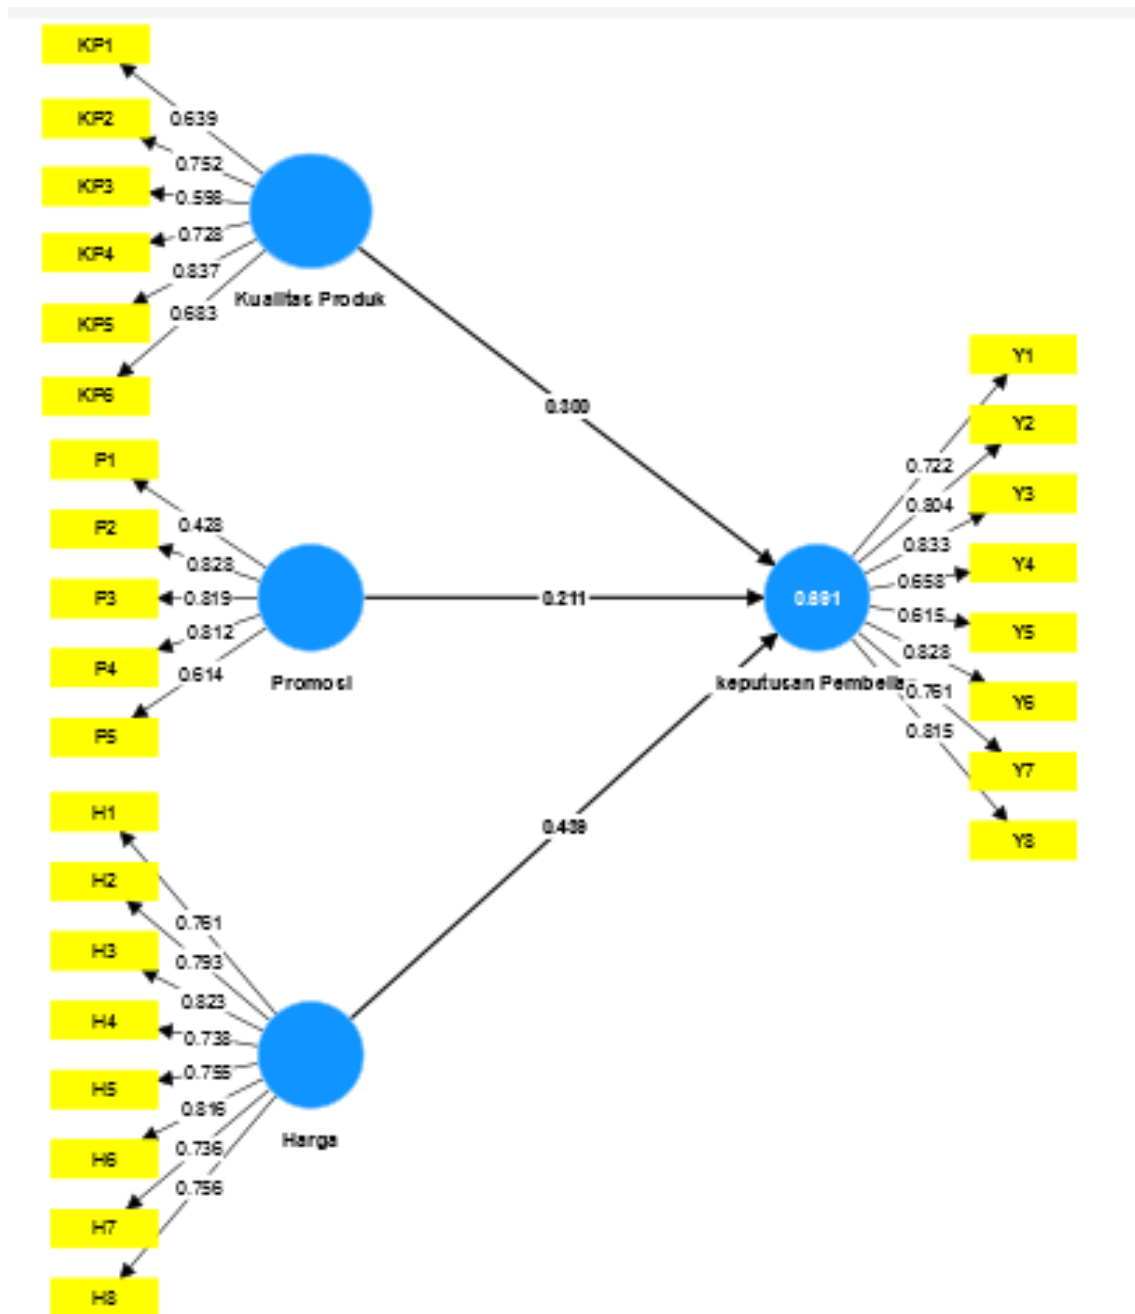 KP1
0.639
KP2
0.752
KP3
0.598
0.728
KP4
0.837
Kualitas Produk
0.683
KP5
KP6
0.300
Y1
Y2
0.722
Y3
0.804
0.833
Y4
0.658
0.615
Y5
0.828
Y6
0.761
0.815
Y7
Y8
P1
0.428
P2
0.828
P3
0.819
0.812
P4
0.614
P5
Promosi
0.211
0.691
keputusan Pembelia
H1
H2
0.761
0.793
H3
0.823
H4
0.738
0.755
H5
0.816
H6
0.736
0.756
H7
H8
Harga
0.439